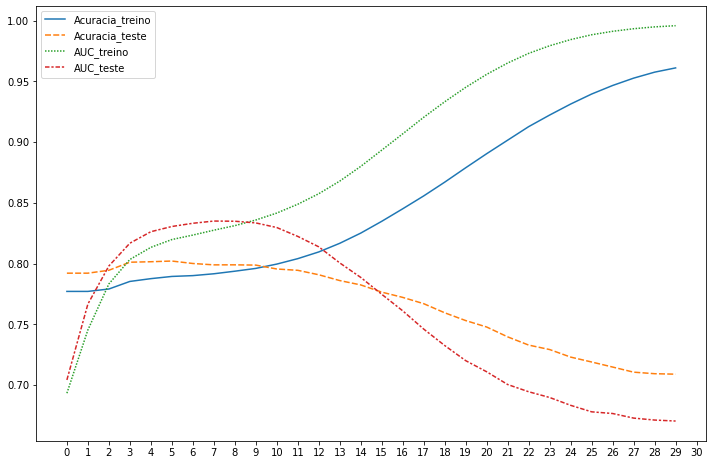 Acuracia_treino
Acuracia_teste
AUC_treino
AUC_teste
1.00
0.95
0.90
0.85
0.80
0.75
0.70
0 1 2 3 4 5 6 7 8 9 10 11 12 13 14 15 16 17 18 19 20 21 22 23 24 25 26 27 28 29 30